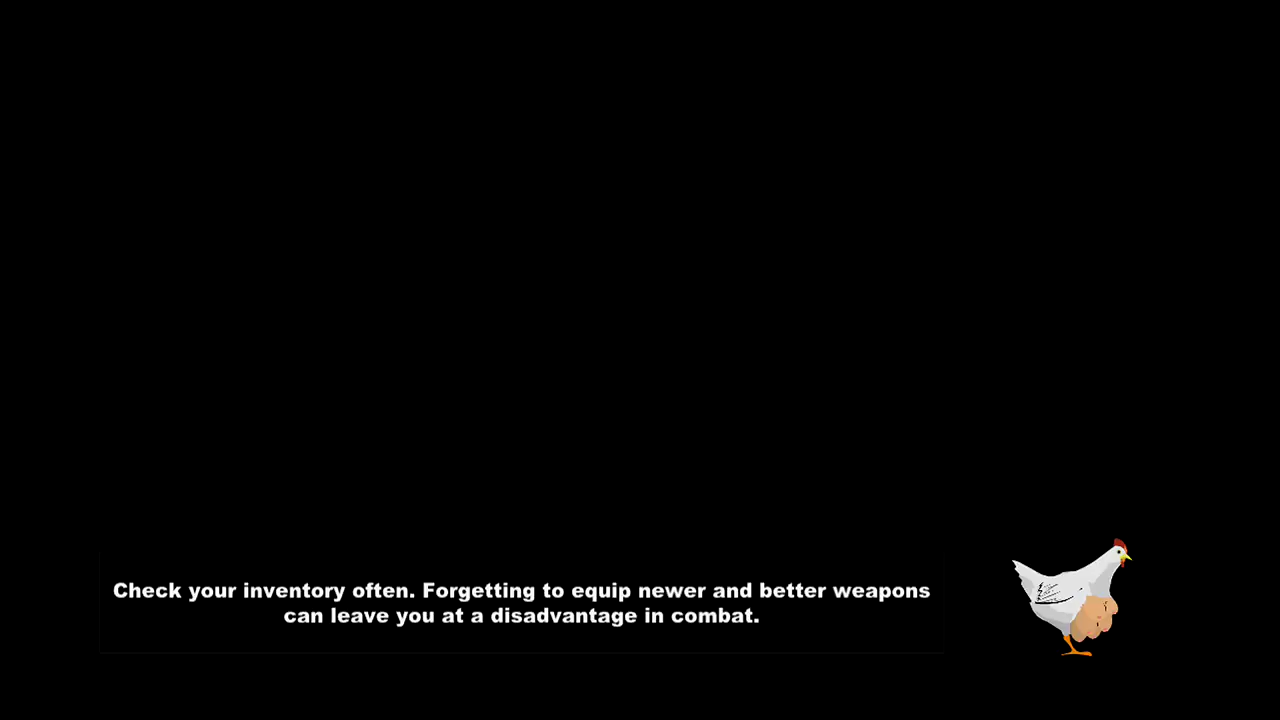 Check your inventory often. Forgetting to equip newer and better weapons
can leave you at a disadvantage in combat.